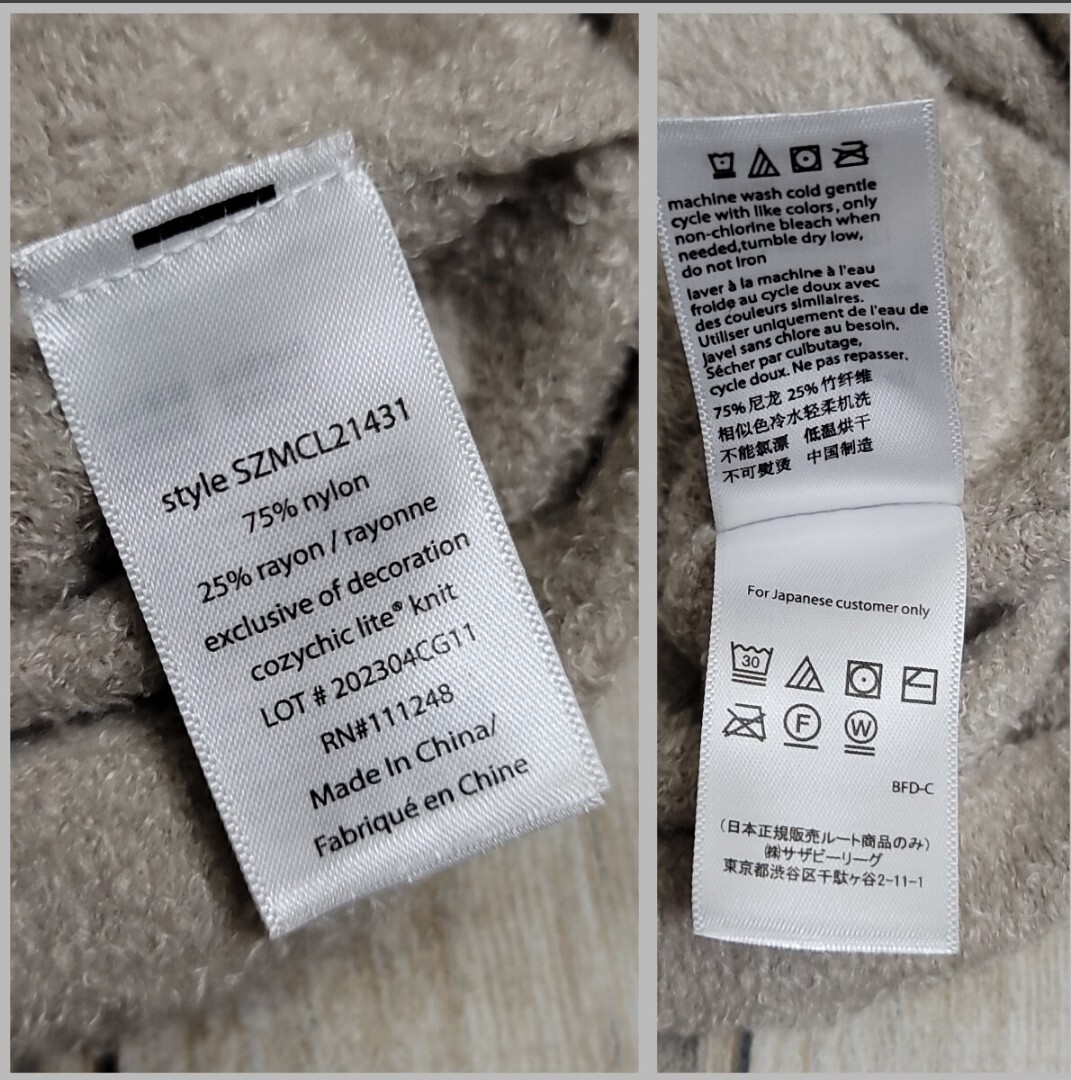 style SZMCL21431
75% nylon
25% rayon / rayonne
exclusive of decoration
cozychic lite® knit
LOT # 202304CG11
RN#111248
Made In China/
Fabriqué en Chine
machine wash cold gentle
cycle with like colors, only
non-chlorine bleach when
needed,tumble dry low,
do not iron
laver à la machine à l'eau
froide au cycle doux avec
des couleurs similaires.
Utiliser uniquement de l'eau de
Javel sans chlore au besoin.
Sécher par culbutage,
cycle doux. Ne pas repasser.
75%尼龙 25%竹纤维
相似色冷水轻柔机洗
不能氯漂 低温烘干
不可熨烫 中国制造
For Japanese customer only
30
F W
BFD-C
(日本正規販売ルート商品のみ)
㈱サザビーリーグ
東京都渋谷区千駄ヶ谷2-11-1